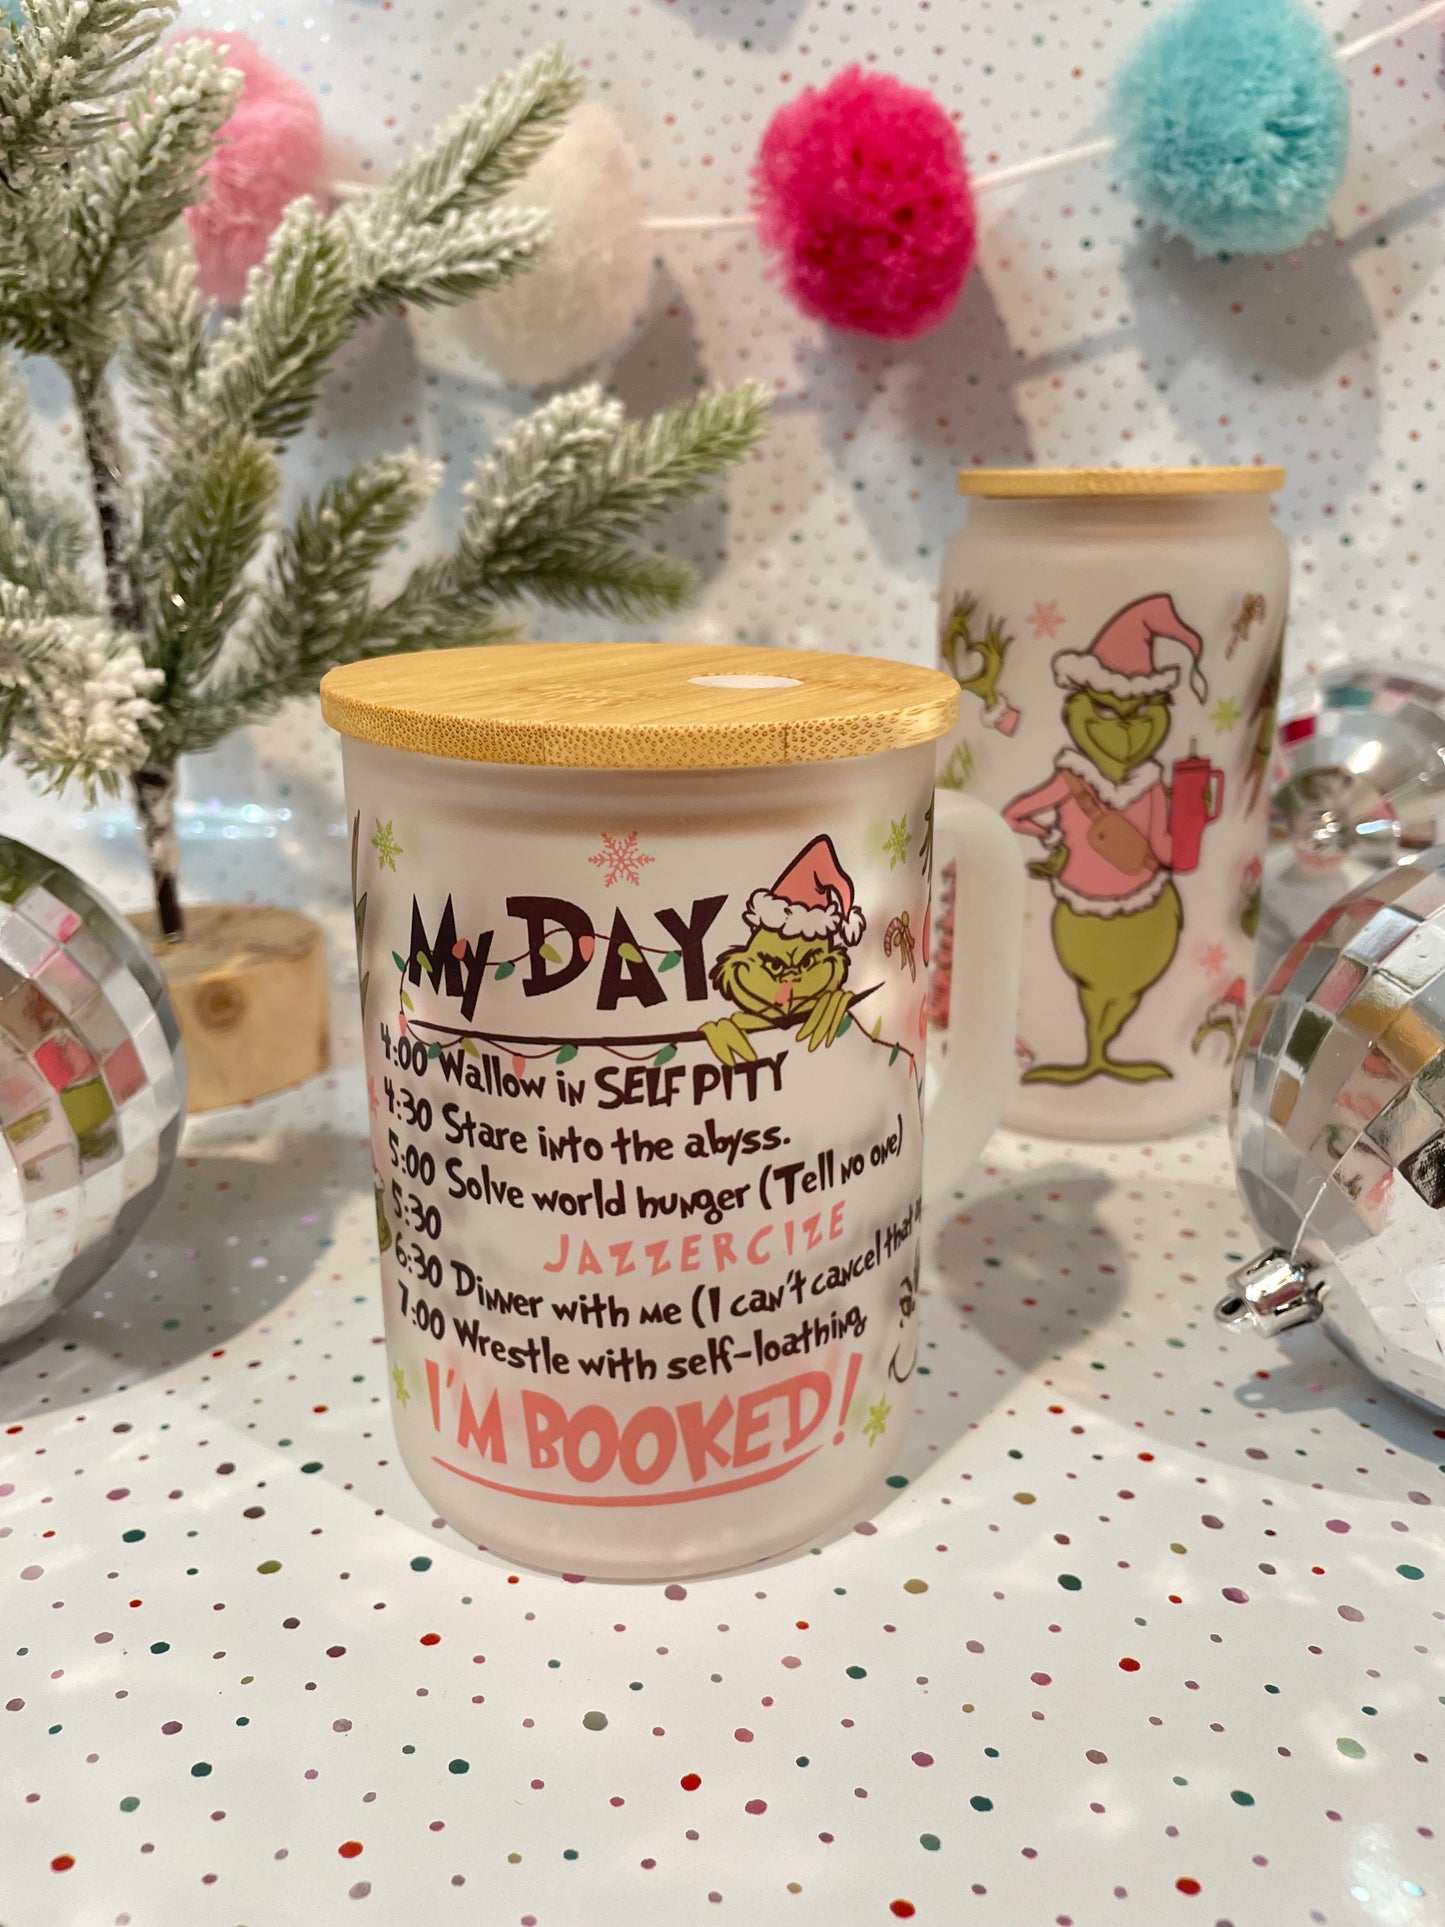 My DAY
4:00 Wallow in SELF PITY
4:30 Stare into the abyss.
5:00 Solve world hunger (Tell no one)
5:30 JAZZERCIZE
6:30 Dinner with me (I can't cancel that
7:00 Wrestle with self-loathing
I'M BOOKED!